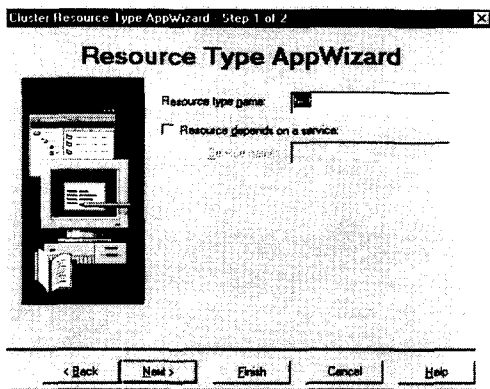 Cluster Resource Type AppWizard - Step 1 of 2
Resource Type AppWizard
Resource type name:
Resource depends on a service:
Service name:
< Back Next > Finish Cancel Help